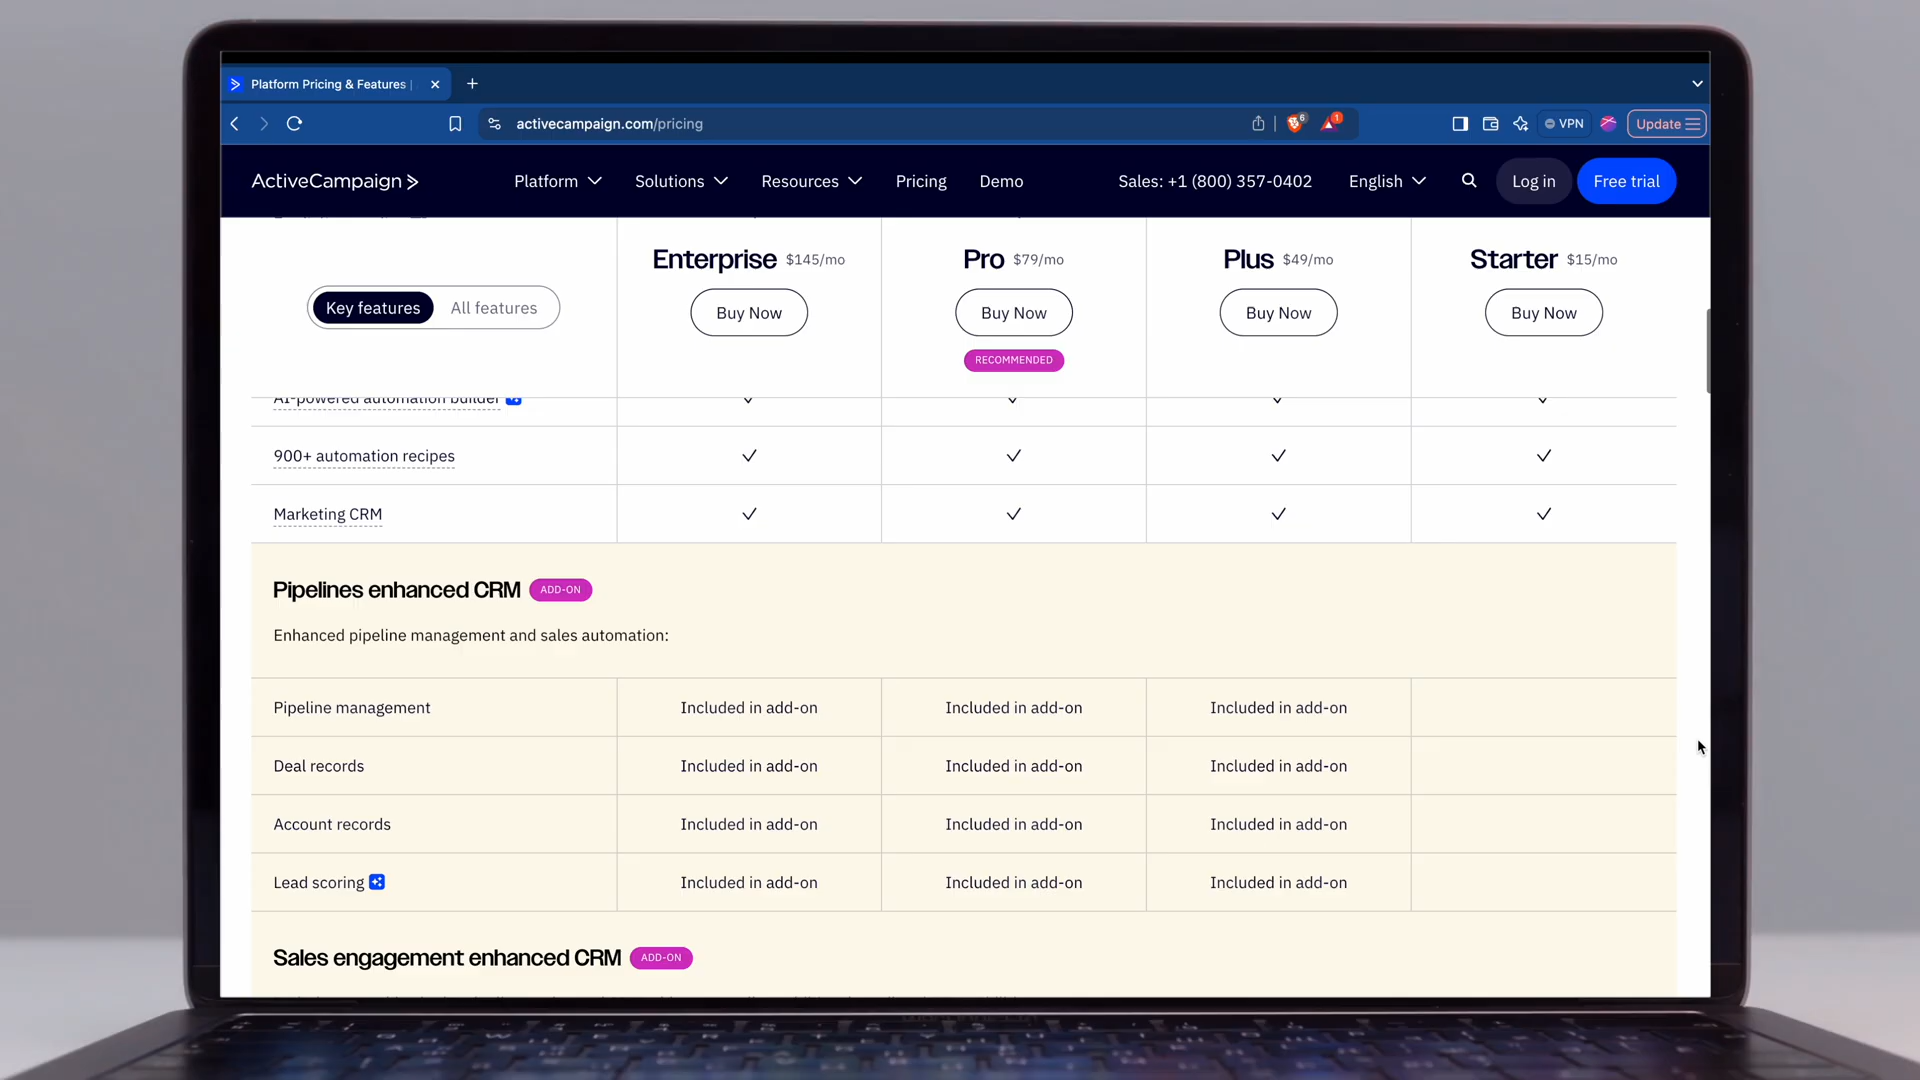 Platform Pricing & Features |
activecampaign.com/pricing
6
1
VPN
Update
ActiveCampaign >
Platform
Solutions
Resources
Pricing
Demo
Sales: +1 (800) 357-0402
English
Log in
Free trial
Enterprise $145/mo
Pro $79/mo
Plus $49/mo
Starter $15/mo
Key features
All features
Buy Now
Buy Now
Buy Now
Buy Now
RECOMMENDED
AI-powered automation builder
900+ automation recipes
Marketing CRM
Pipelines enhanced CRM ADD-ON
Enhanced pipeline management and sales automation:
Pipeline management Included in add-on Included in add-on Included in add-on
Deal records Included in add-on Included in add-on Included in add-on
Account records Included in add-on Included in add-on Included in add-on
Lead scoring Included in add-on Included in add-on Included in add-on
Sales engagement enhanced CRM ADD-ON